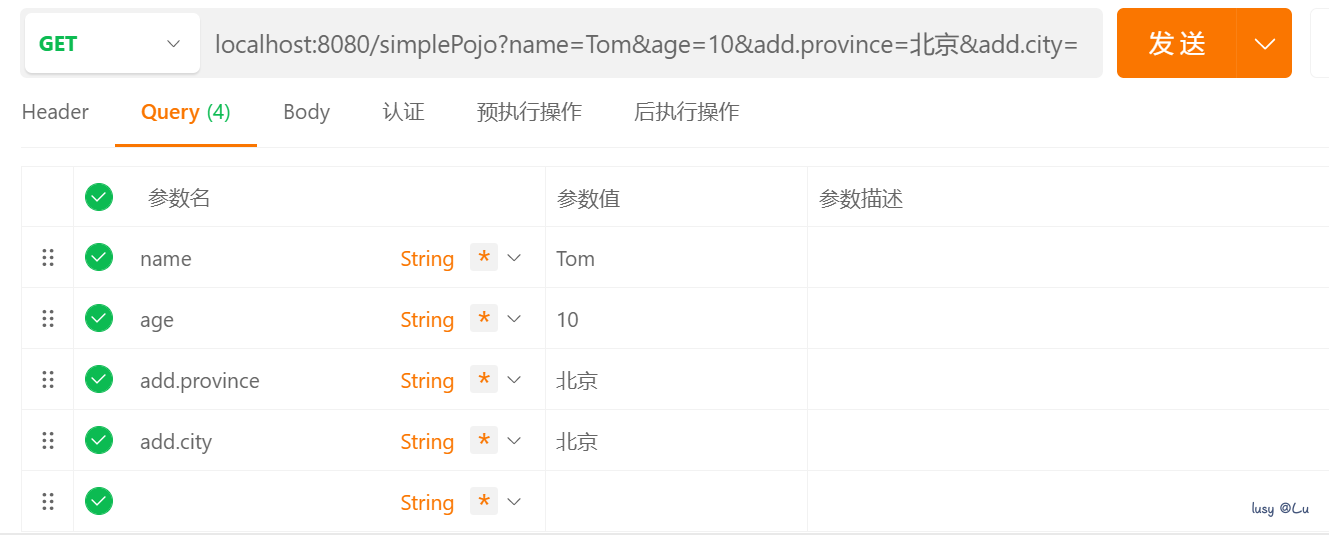 GET localhost:8080/simplePojo?name=Tom&age=10&add.province=北京&add.city= 发送
Header Query (4) Body 认证 预执行操作 后执行操作
参数名 参数值 参数描述
name String * Tom
age String * 10
add.province String * 北京
add.city String * 北京
String *
lusy @Lu